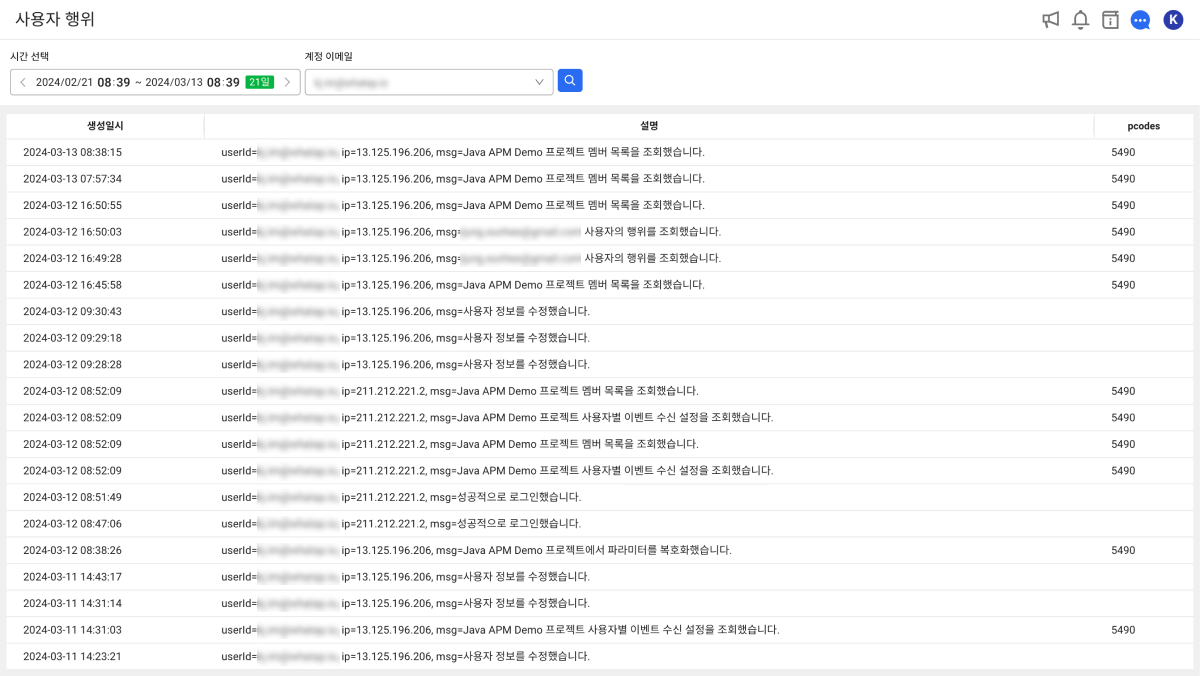 사용자 행위
K
시간 선택
계정 이메일
2024/02/21 08:39 ~ 2024/03/13 08:39 21일
생성일시 설명 pcodes
2024-03-13 08:38:15 userId= ip=13.125.196.206, msg=Java APM Demo 프로젝트 멤버 목록을 조회했습니다. 5490
2024-03-13 07:57:34 userId= ip=13.125.196.206, msg=Java APM Demo 프로젝트 멤버 목록을 조회했습니다. 5490
2024-03-12 16:50:55 userId= ip=13.125.196.206, msg=Java APM Demo 프로젝트 멤버 목록을 조회했습니다. 5490
2024-03-12 16:50:03 userId= ip=13.125.196.206, msg= 사용자의 행위를 조회했습니다. 5490
2024-03-12 16:49:28 userId= ip=13.125.196.206, msg= 사용자의 행위를 조회했습니다. 5490
2024-03-12 16:45:58 userId= ip=13.125.196.206, msg=Java APM Demo 프로젝트 멤버 목록을 조회했습니다. 5490
2024-03-12 09:30:43 userId= ip=13.125.196.206, msg=사용자 정보를 수정했습니다.
2024-03-12 09:29:18 userId= ip=13.125.196.206, msg=사용자 정보를 수정했습니다.
2024-03-12 09:28:28 userId= ip=13.125.196.206, msg=사용자 정보를 수정했습니다.
2024-03-12 08:52:09 userId= ip=211.212.221.2, msg=Java APM Demo 프로젝트 멤버 목록을 조회했습니다. 5490
2024-03-12 08:52:09 userId= ip=211.212.221.2, msg=Java APM Demo 프로젝트 사용자별 이벤트 수신 설정을 조회했습니다. 5490
2024-03-12 08:52:09 userId= ip=211.212.221.2, msg=Java APM Demo 프로젝트 멤버 목록을 조회했습니다. 5490
2024-03-12 08:52:09 userId= ip=211.212.221.2, msg=Java APM Demo 프로젝트 사용자별 이벤트 수신 설정을 조회했습니다. 5490
2024-03-12 08:51:49 userId= ip=211.212.221.2, msg=성공적으로 로그인했습니다.
2024-03-12 08:47:06 userId= ip=211.212.221.2, msg=성공적으로 로그인했습니다.
2024-03-12 08:38:26 userId= ip=13.125.196.206, msg=Java APM Demo 프로젝트에서 파라미터를 복호화했습니다. 5490
2024-03-11 14:43:17 userId= ip=13.125.196.206, msg=사용자 정보를 수정했습니다.
2024-03-11 14:31:14 userId= ip=13.125.196.206, msg=사용자 정보를 수정했습니다.
2024-03-11 14:31:03 userId= ip=13.125.196.206, msg=Java APM Demo 프로젝트 사용자별 이벤트 수신 설정을 조회했습니다. 5490
2024-03-11 14:23:21 userId= ip=13.125.196.206, msg=사용자 정보를 수정했습니다.